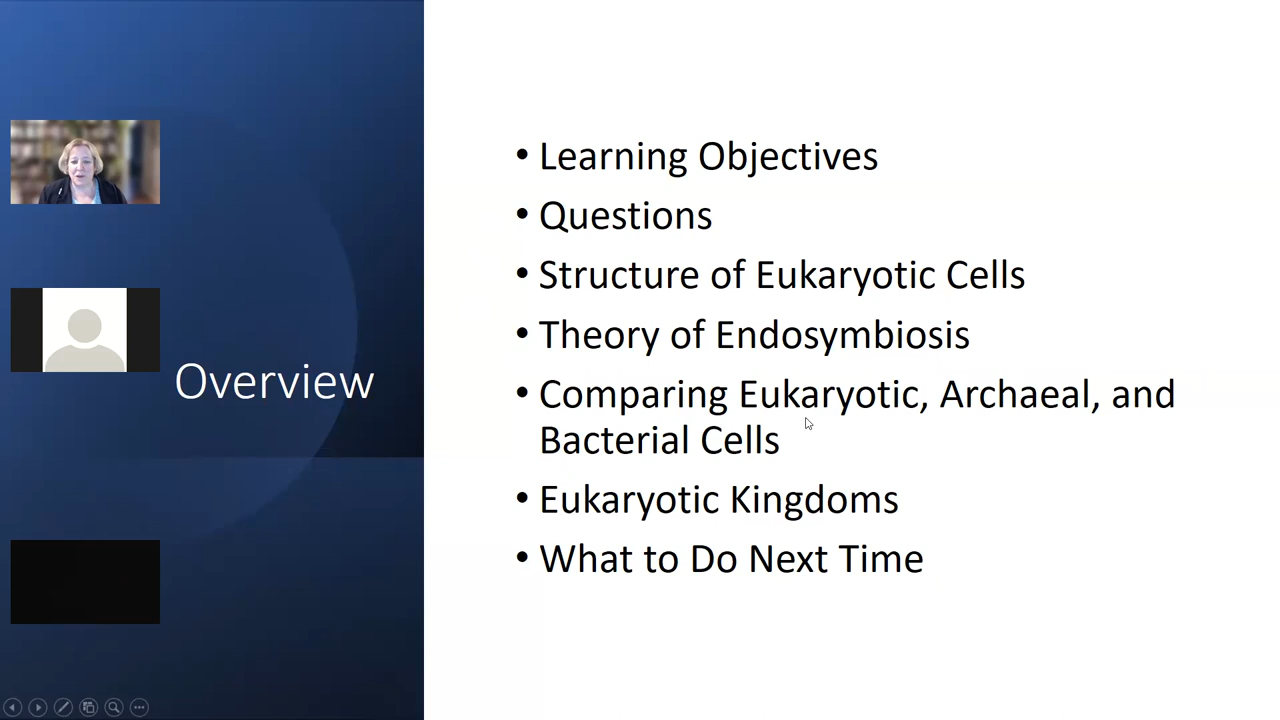 Overview
• Learning Objectives
• Questions
• Structure of Eukaryotic Cells
• Theory of Endosymbiosis
• Comparing Eukaryotic, Archaeal, and
Bacterial Cells
• Eukaryotic Kingdoms
• What to Do Next Time